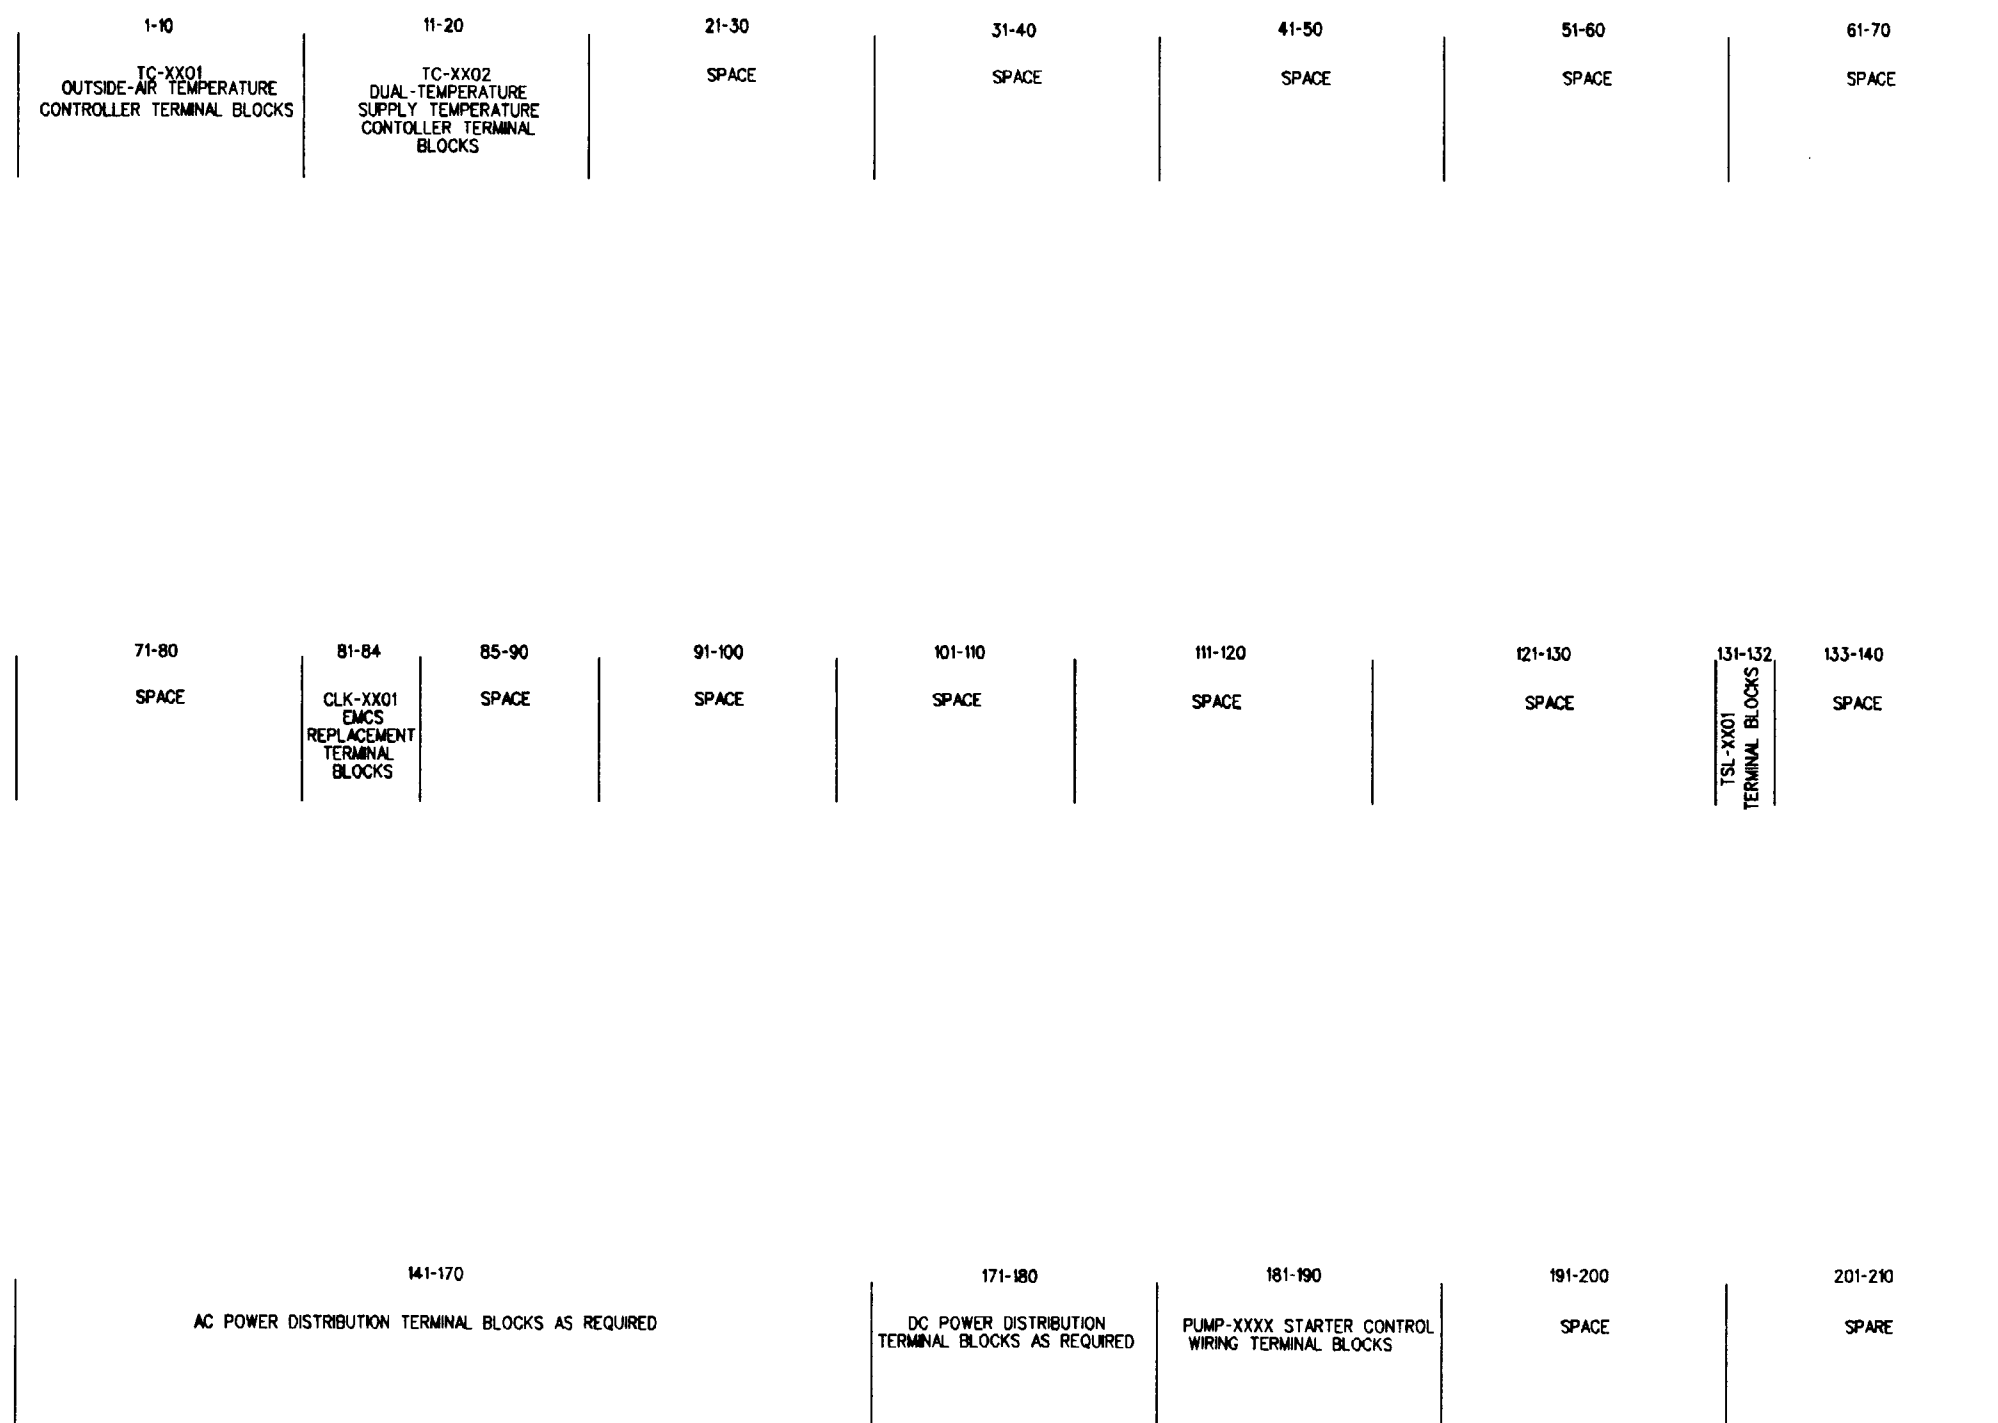 1-10 11-20 21-30 31-40 41-50 51-60 61-70
TC-XX01
OUTSIDE-AIR TEMPERATURE
CONTROLLER TERMINAL BLOCKS
TC-XX02
DUAL-TEMPERATURE
SUPPLY TEMPERATURE
CONTOLLER TERMINAL
BLOCKS
SPACE
SPACE
SPACE
SPACE
SPACE
71-80 81-84 85-90 91-100 101-110 111-120 121-130 131-132 133-140
SPACE
CLK-XX01
EMCS
REPLACEMENT
TERMINAL
BLOCKS
SPACE
SPACE
SPACE
SPACE
SPACE
TSL-XX01
TERMINAL BLOCKS
SPACE
141-170 171-180 181-190 191-200 201-210
AC POWER DISTRIBUTION TERMINAL BLOCKS AS REQUIRED
DC POWER DISTRIBUTION
TERMINAL BLOCKS AS REQUIRED
PUMP-XXXX STARTER CONTROL
WIRING TERMINAL BLOCKS
SPACE
SPARE